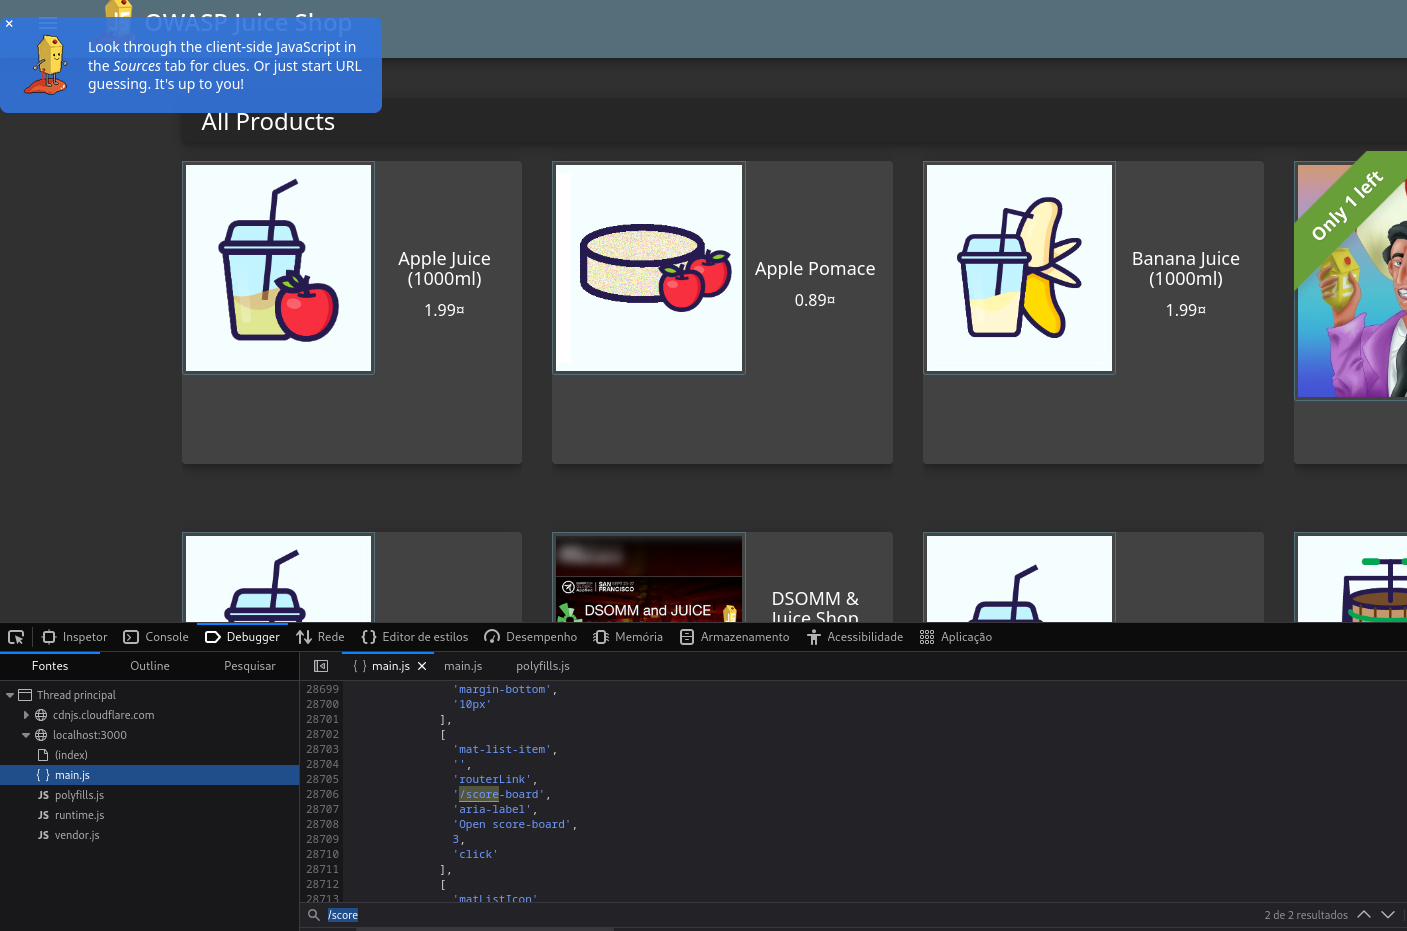 OWASP Juice Shop
×
Look through the client-side JavaScript in
the Sources tab for clues. Or just start URL
guessing. It's up to you!
All Products
Apple Juice
(1000ml)
1.99¤
Apple Pomace
0.89¤
Banana Juice
(1000ml)
1.99¤
Only 1 left
SAN
FRANCISCO
DSOMM and JUICE
DSOMM &
Juice Shop
Inspetor
Console
Debugger
Rede
Editor de estilos
Desempenho
Memória
Armazenamento
Acessibilidade
Aplicação
Fontes
Outline
Pesquisar
{ } main.js ×
main.js
polyfills.js
Thread principal
cdnjs.cloudflare.com
localhost:3000
(index)
{ } main.js
JS polyfills.js
JS runtime.js
JS vendor.js
28699 'margin-bottom',
28700 '10px'
28701 ],
28702 [
28703 'mat-list-item',
28704 '',
28705 'routerLink',
28706 '/score-board',
28707 'aria-label',
28708 'Open score-board',
28709 3,
28710 'click'
28711 ],
28712 [
28713 'matListIcon'
/score
2 de 2 resultados